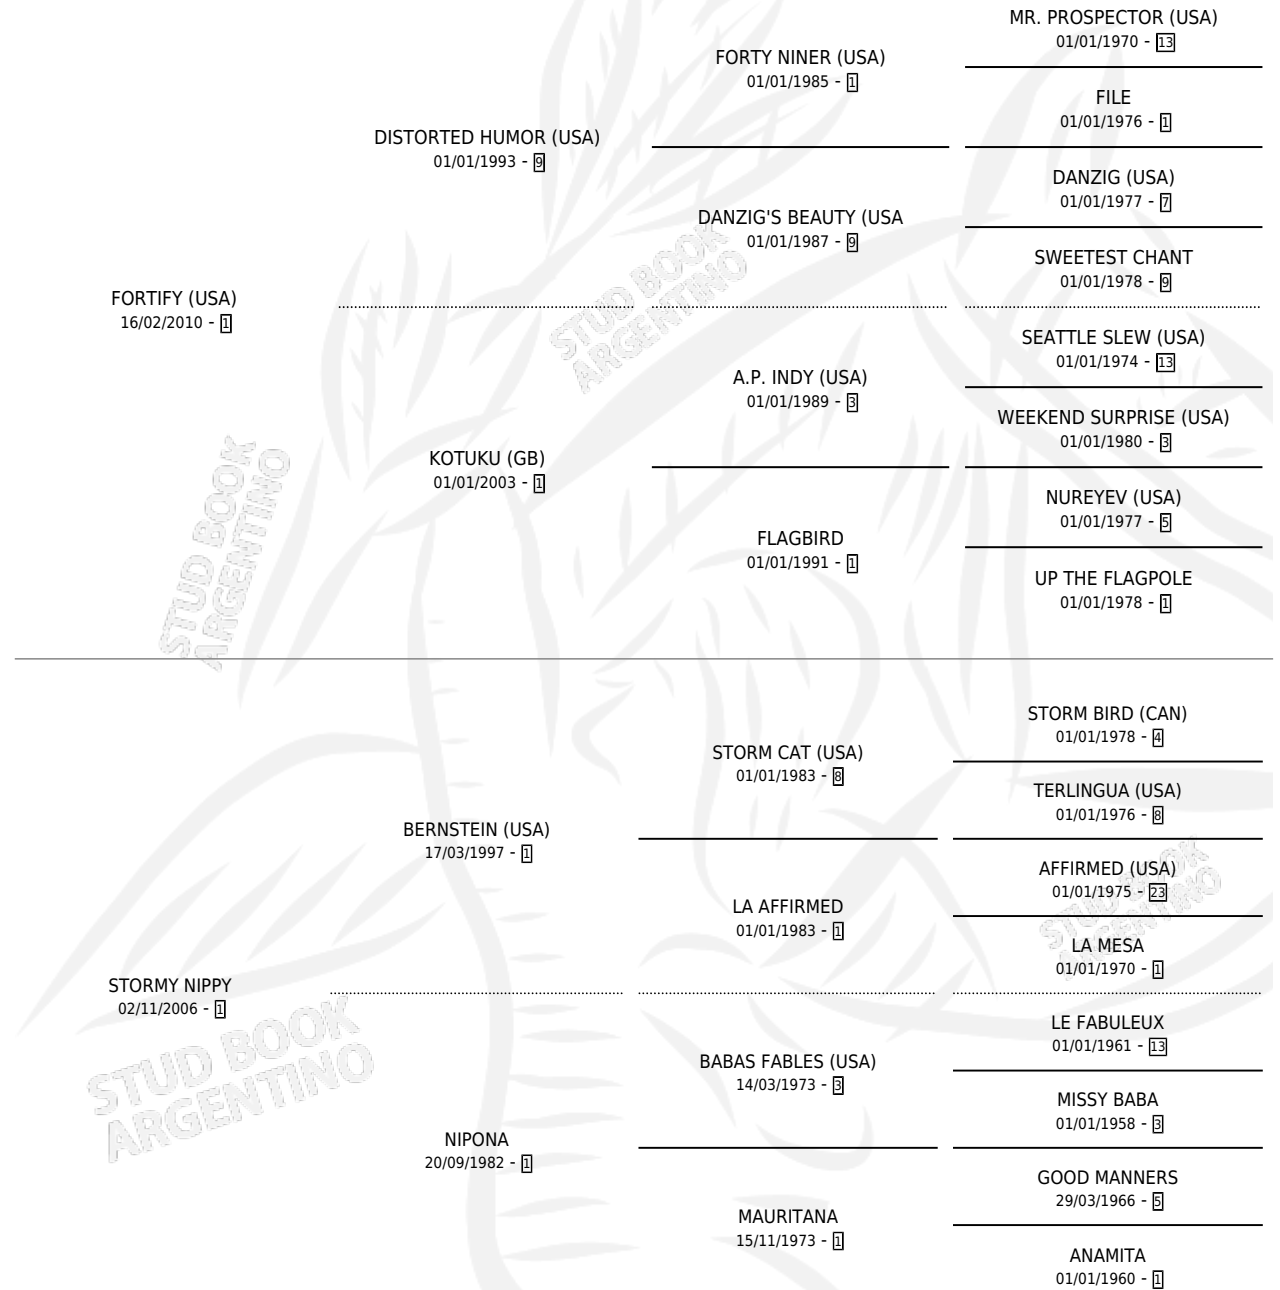 MR. PROSPECTOR (USA)
01/01/1970 - 13
FORTY NINER (USA)
01/01/1985 - 1
FILE
01/01/1976 - 1
DISTORTED HUMOR (USA)
01/01/1993 - 9
DANZIG (USA)
01/01/1977 - 7
DANZIG'S BEAUTY (USA
01/01/1987 - 9
SWEETEST CHANT
01/01/1978 - 9
FORTIFY (USA)
16/02/2010 - 1
STUD BOOK
ARGENTINO
SEATTLE SLEW (USA)
01/01/1974 - 13
A.P. INDY (USA)
01/01/1989 - 3
WEEKEND SURPRISE (USA)
01/01/1980 - 3
KOTUKU (GB)
01/01/2003 - 1
NUREYEV (USA)
01/01/1977 - 5
FLAGBIRD
01/01/1991 - 1
UP THE FLAGPOLE
01/01/1978 - 1
STUD BOOK
ARGENTINO
STORM BIRD (CAN)
01/01/1978 - 4
STORM CAT (USA)
01/01/1983 - 8
TERLINGUA (USA)
01/01/1976 - 8
BERNSTEIN (USA)
17/03/1997 - 1
AFFIRMED (USA)
01/01/1975 - 23
LA AFFIRMED
01/01/1983 - 1
STUD BOOK
ARGENTINO
LA MESA
01/01/1970 - 1
STORMY NIPPY
02/11/2006 - 1
STUD BOOK
ARGENTINO
LE FABULEUX
01/01/1961 - 13
BABAS FABLES (USA)
14/03/1973 - 3
MISSY BABA
01/01/1958 - 3
NIPONA
20/09/1982 - 1
GOOD MANNERS
29/03/1966 - 5
MAURITANA
15/11/1973 - 1
ANAMITA
01/01/1960 - 1